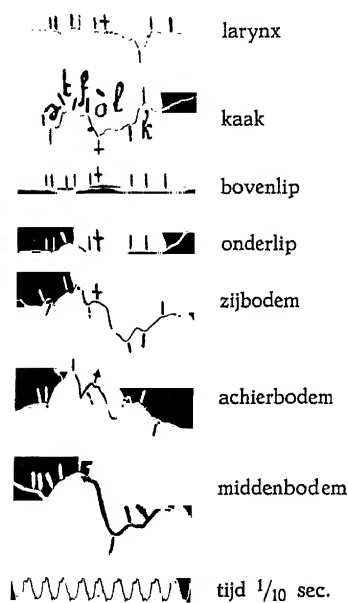 larynx
ə t f ò l k
kaak
bovenlip
onderlip
zijbodem
achierbodem
middenbodem
tijd 1/10 sec.